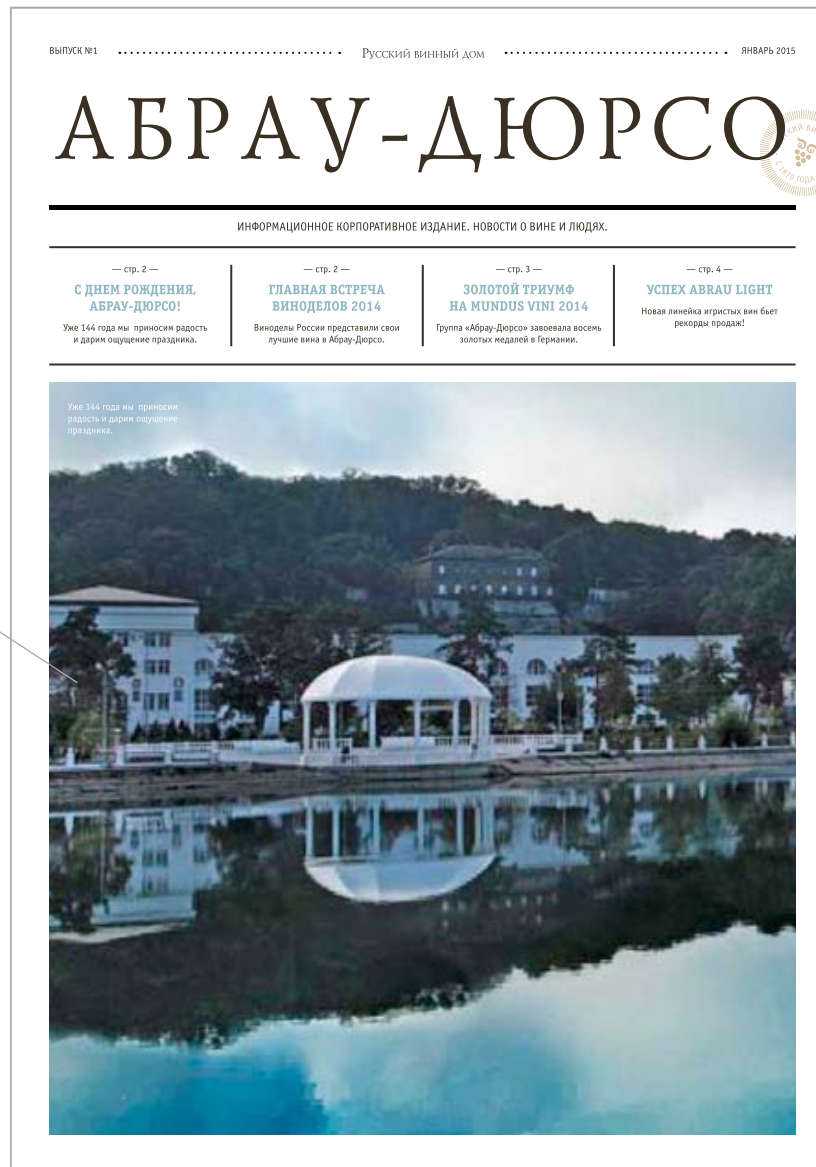 ВЫПУСК №1
Русский винный дом
ЯНВАРЬ 2015
АБРАУ-ДЮРСО
С 1870 ГОДА
ИНФОРМАЦИОННОЕ КОРПОРАТИВНОЕ ИЗДАНИЕ. НОВОСТИ О ВИНЕ И ЛЮДЯХ.
— стр. 2 —
С ДНЕМ РОЖДЕНИЯ,
АБРАУ-ДЮРСО!
Уже 144 года мы приносим радость
и дарим ощущение праздника.
— стр. 2 —
ГЛАВНАЯ ВСТРЕЧА
ВИНОДЕЛОВ 2014
Виноделы России представили свои
лучшие вина в Абрау-Дюрсо.
— стр. 3 —
ЗОЛОТОЙ ТРИУМФ
НА MUNDUS VINI 2014
Группа «Абрау-Дюрсо» завоевала восемь
золотых медалей в Германии.
— стр. 4 —
УСПЕХ ABRAU LIGHT
Новая линейка игристых вин бьет
рекорды продаж!
Уже 144 года мы приносим
радость и дарим ощущение
праздника.